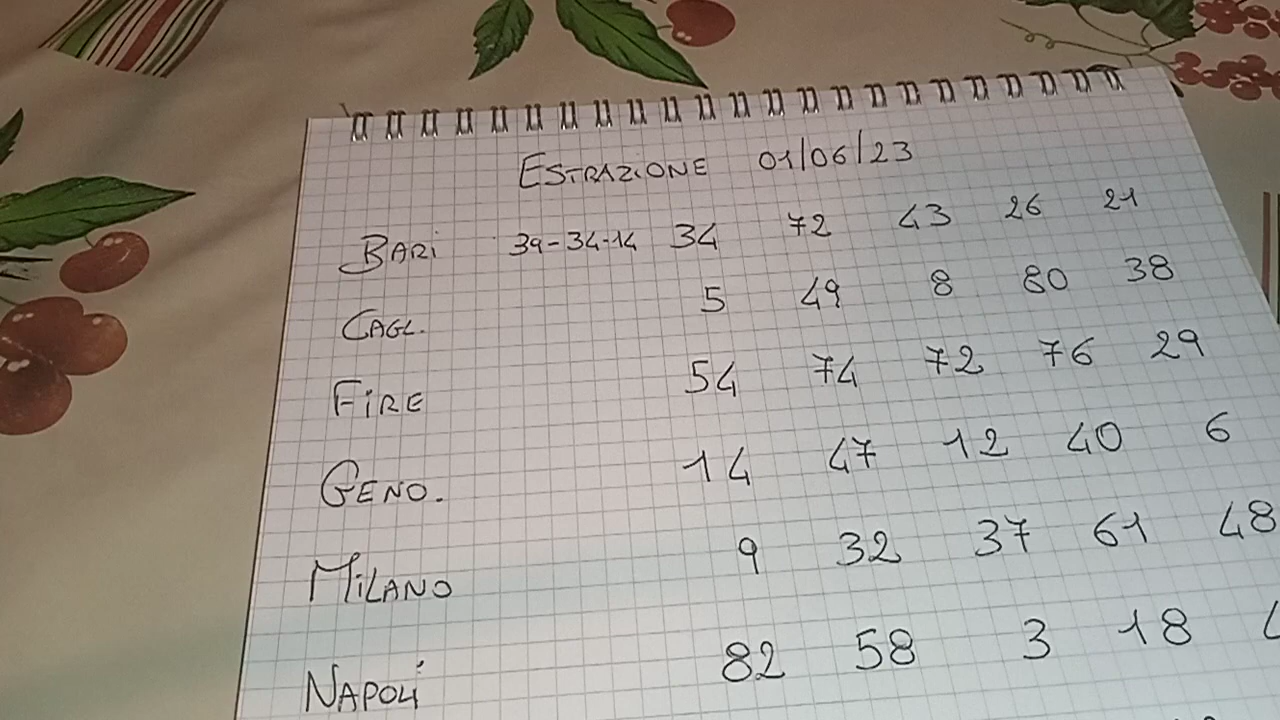 ESTRAZIONE 01/06/23
BARI 39-34-14 34 72 43 26 21
CAGL. 5 49 8 80 38
FIRE 54 74 72 76 29
GENO. 14 47 12 40 6
MILANO 9 32 37 61 48
NAPOLI 82 58 3 18